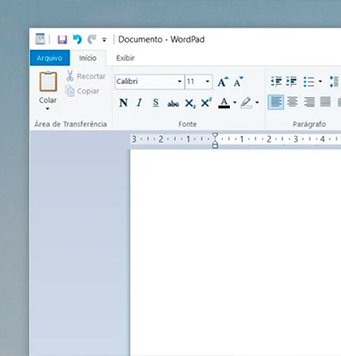 Documento - WordPad
Arquivo Início Exibir
Colar
Recortar
Copiar
Área de Transferência
Calibri 11
N I S abc X₂ X² A
Fonte
Parágrafo
3 2 1 1 2 3 4